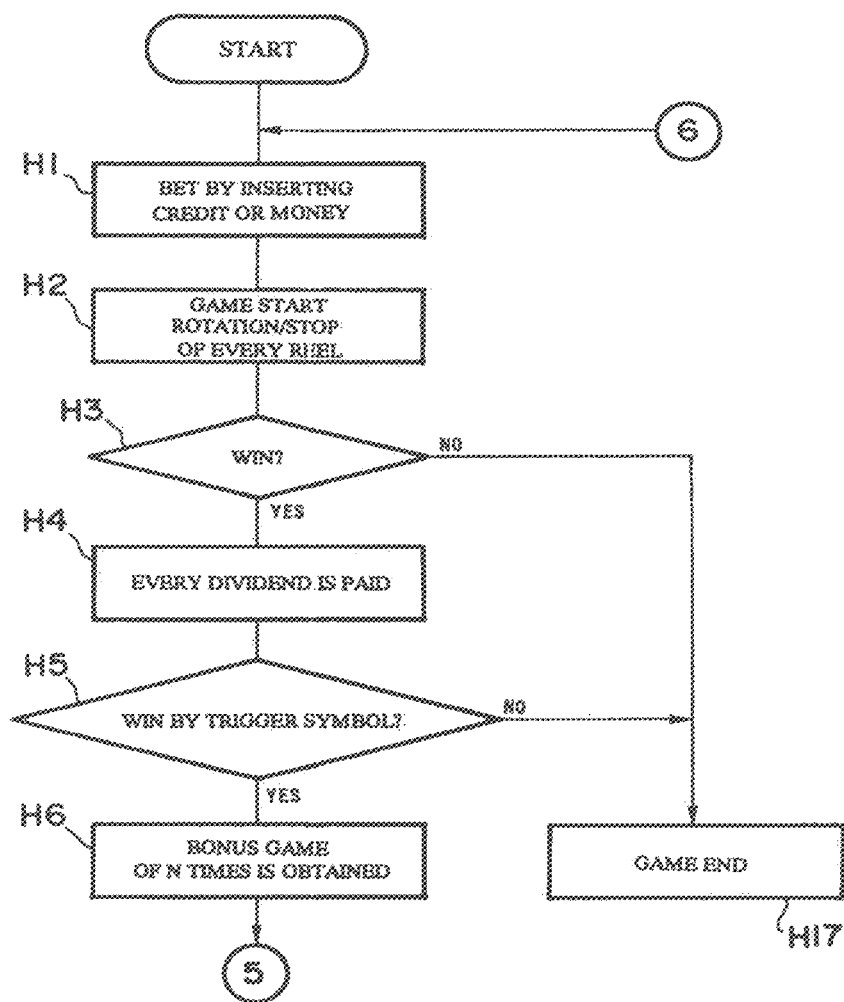 START
6
H1
BET BY INSERTING
CREDIT OR MONEY
H2
GAME START
ROTATION/STOP
OF EVERY RHEL
H3
WIN?
NO
YES
H4
EVERY DIVIDEND IS PAID
H5
WIN BY TRIGGER SYMBOL?
NO
YES
H6
BONUS GAME
OF N TIMES IS OBTAINED
GAME END
H17
5